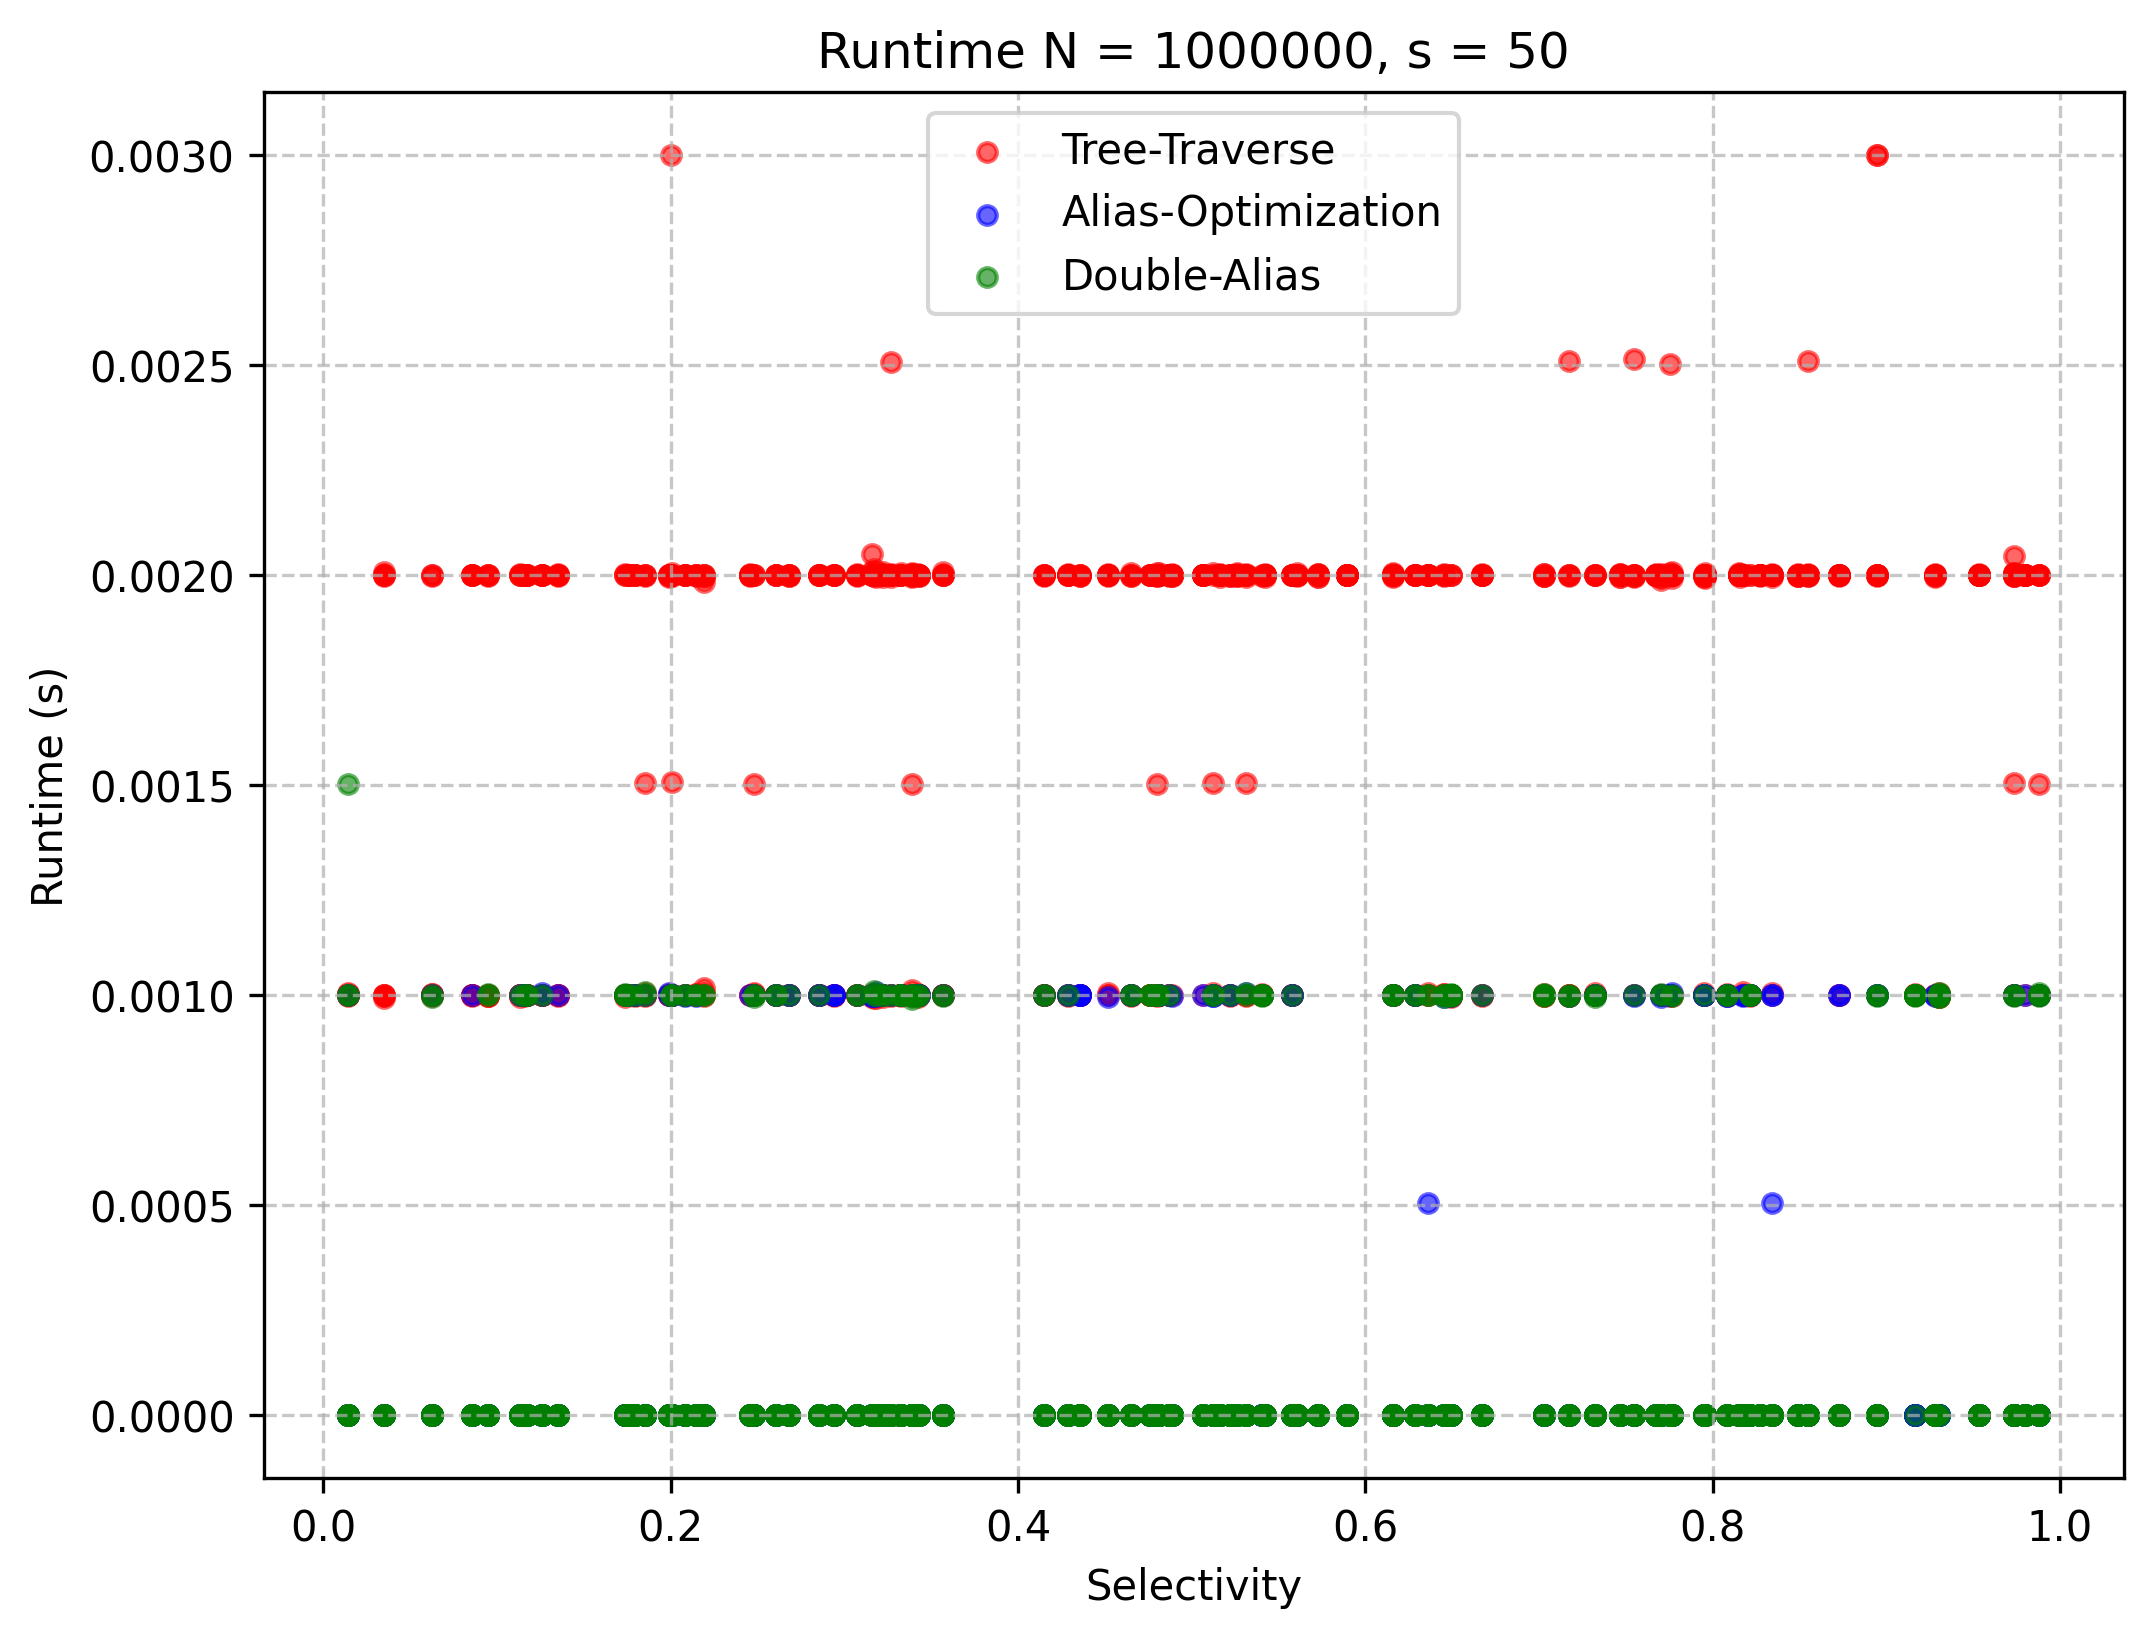 Runtime N = 1000000, s = 50
Tree-Traverse
Alias-Optimization
Double-Alias
Runtime (s)
0.0030
0.0025
0.0020
0.0015
0.0010
0.0005
0.0000
0.0 0.2 0.4 0.6 0.8 1.0
Selectivity